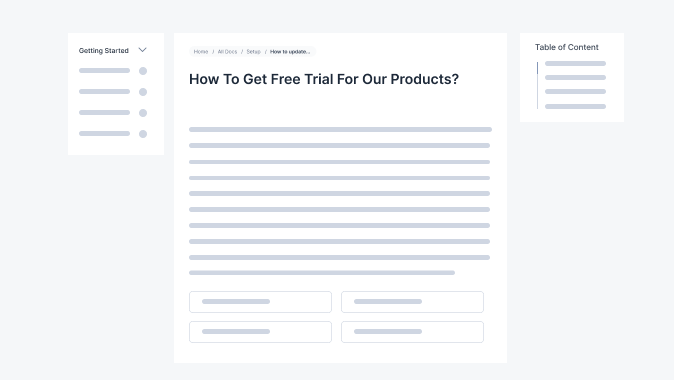 Getting Started
Home / All Docs / Setup / How to update...
How To Get Free Trial For Our Products?
Table of Content